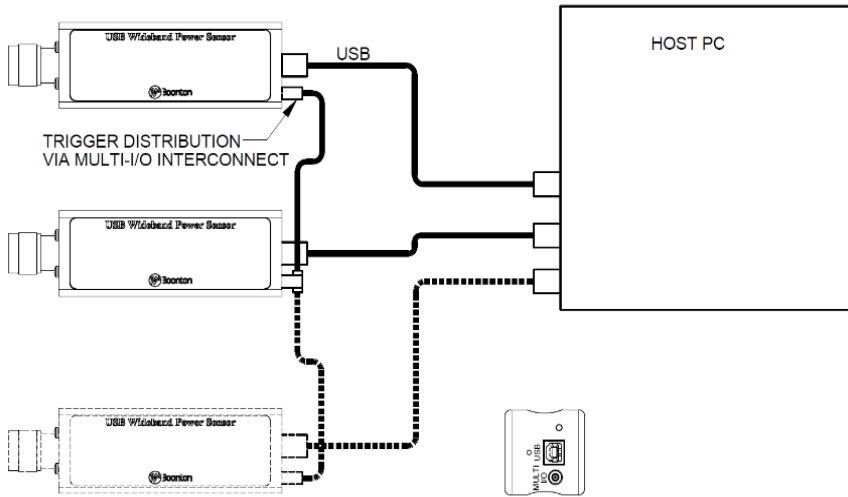 USB Wideband Power Sensor
Boonton
USB
HOST PC
TRIGGER DISTRIBUTION
VIA MULTI-I/O INTERCONNECT
USB Wideband Power Sensor
Boonton
USB Wideband Power Sensor
Boonton
MULTI
I/O
USB